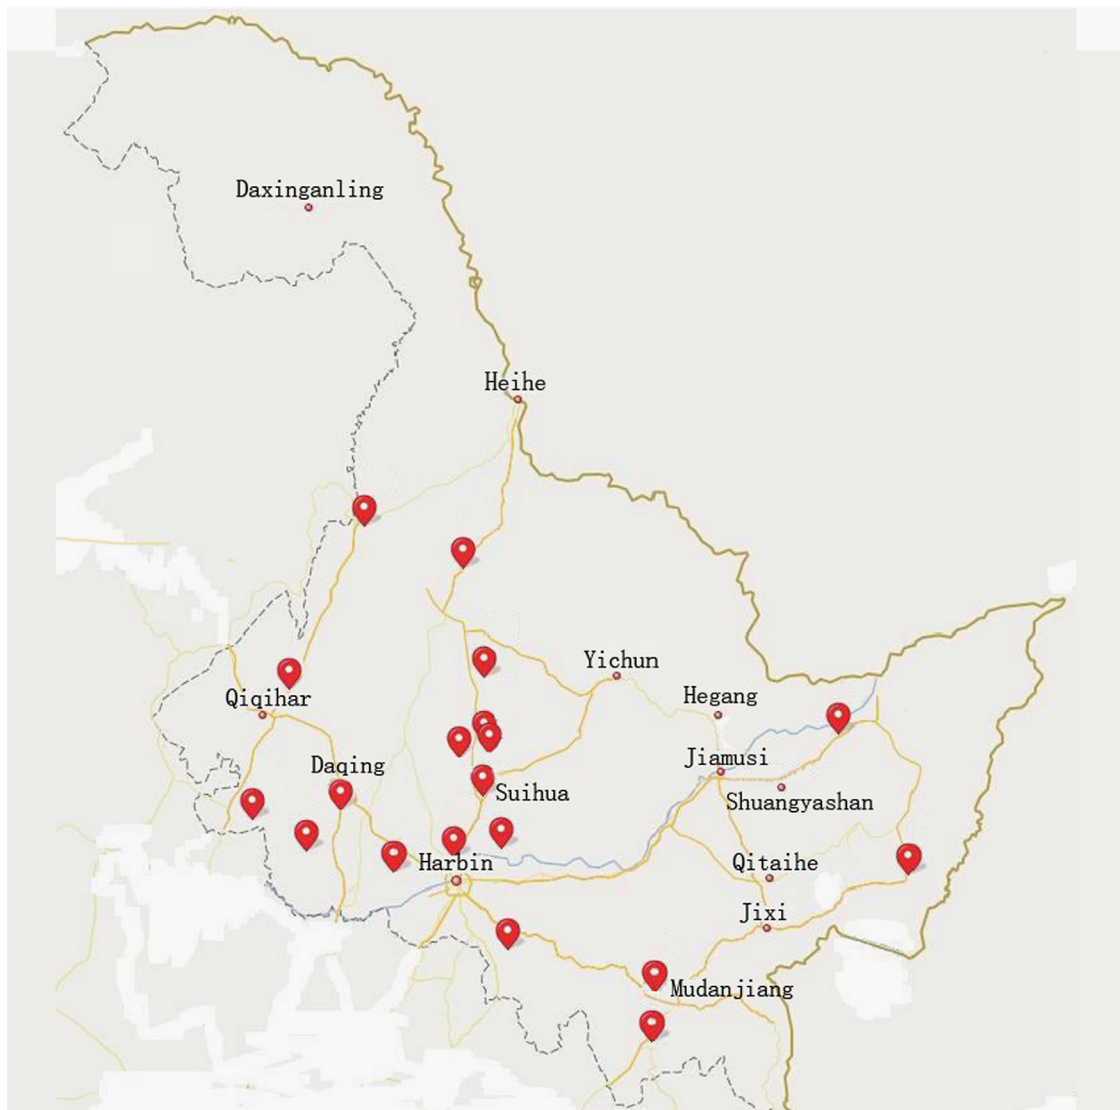 Daxinganling
Heihe
Yichun
Hegang
Qiqihar
Jiamusi
Daqing
Suihua
Shuangyashan
Harbin
Qitaihe
Jixi
Mudanjiang